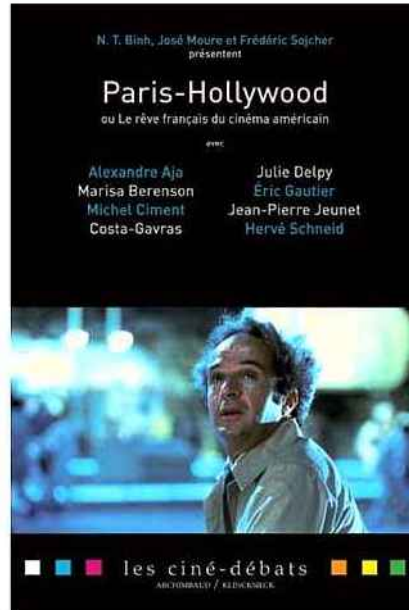 N. T. Binh, José Moure et Frédéric Sojcher
présentent
Paris-Hollywood
ou Le rêve français du cinéma américain
avec
Alexandre Aja
Marisa Berenson
Michel Ciment
Costa-Gavras
Julie Delpy
Éric Gautier
Jean-Pierre Jeunet
Hervé Schneid
les ciné-débats
ARCHIMBAUD / KLINCKSIECK